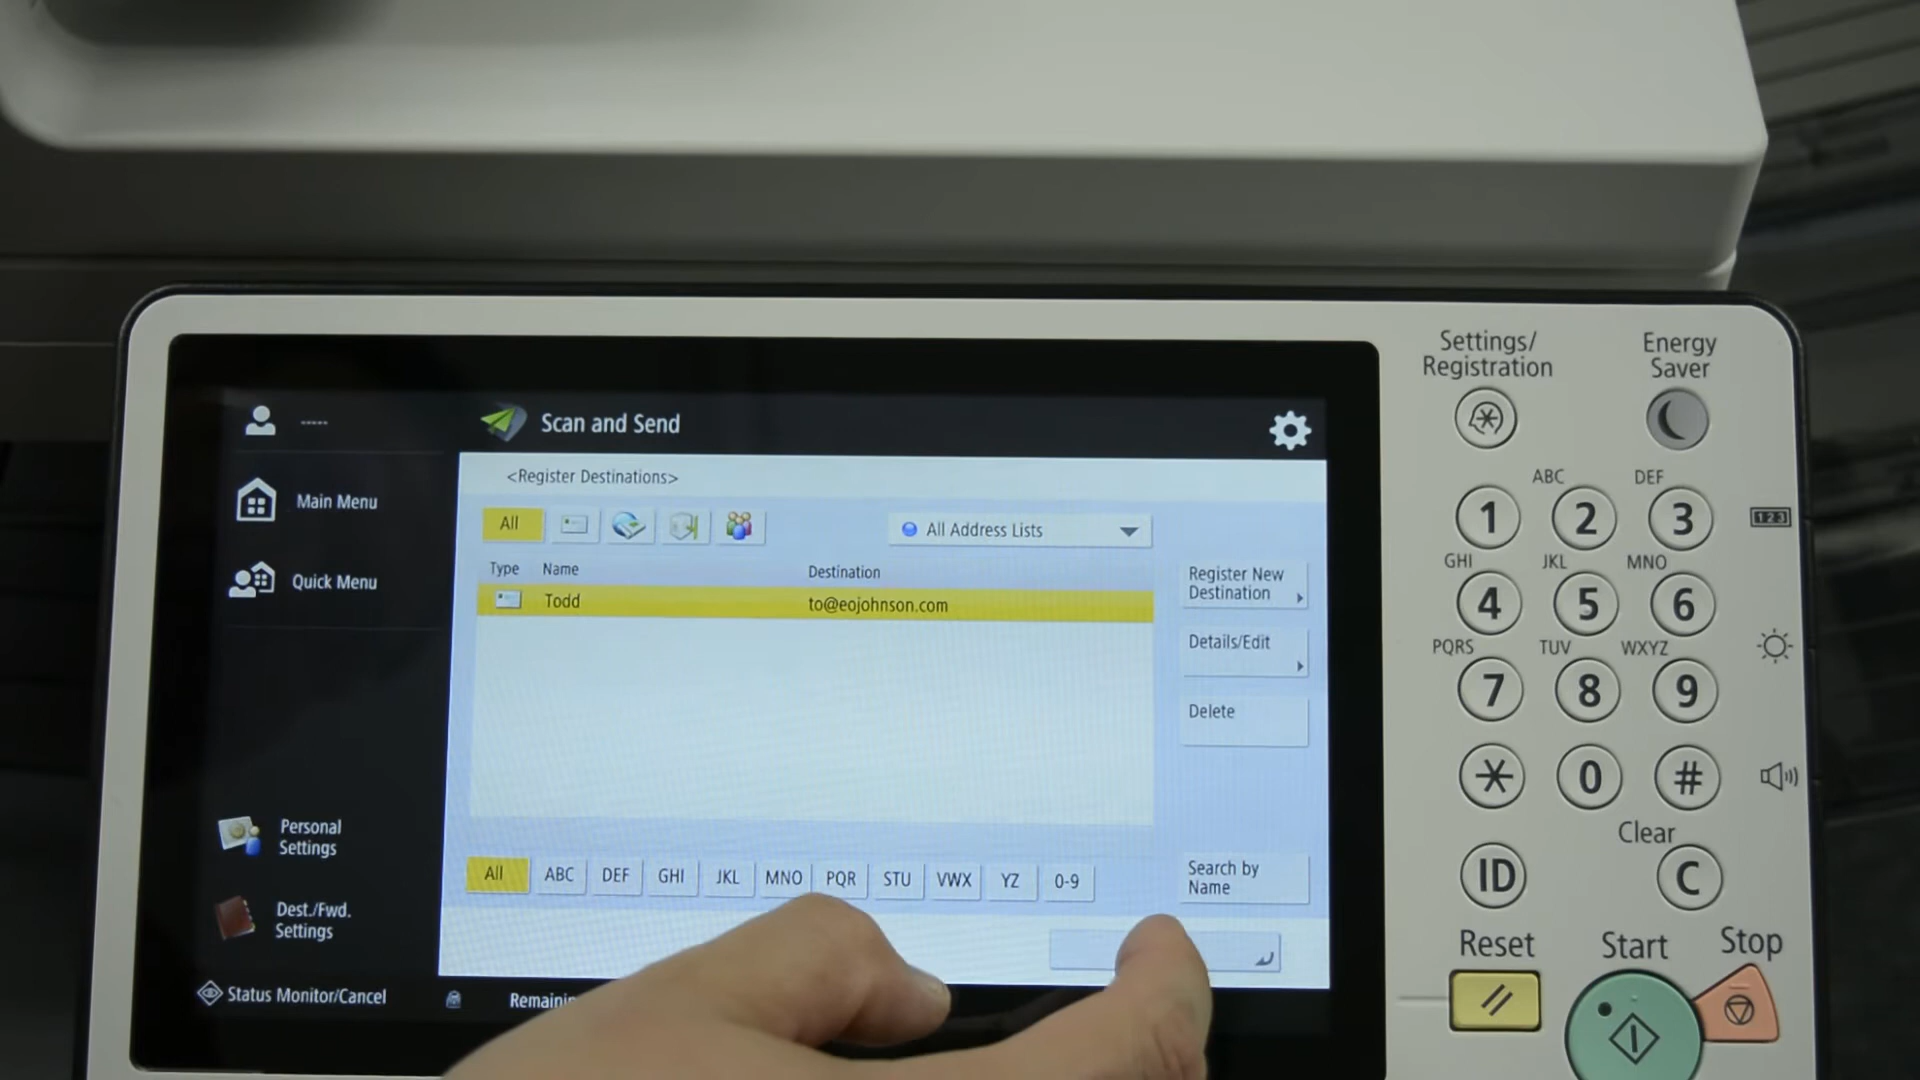 Settings/
Registration
Energy
Saver
-----
Scan and Send
Main Menu
Quick Menu
<Register Destinations>
All
All Address Lists
Type Name Destination
Todd to@eojohnson.com
Register New
Destination
Details/Edit
Delete
All ABC DEF GHI JKL MNO PQR STU VWX YZ 0-9
Search by
Name
Personal
Settings
Dest./Fwd.
Settings
Status Monitor/Cancel
ABC DEF
1 2 3
123
GHI JKL MNO
4 5 6
PQRS TUV WXYZ
7 8 9
* 0 #
Clear
ID C
Reset Start Stop